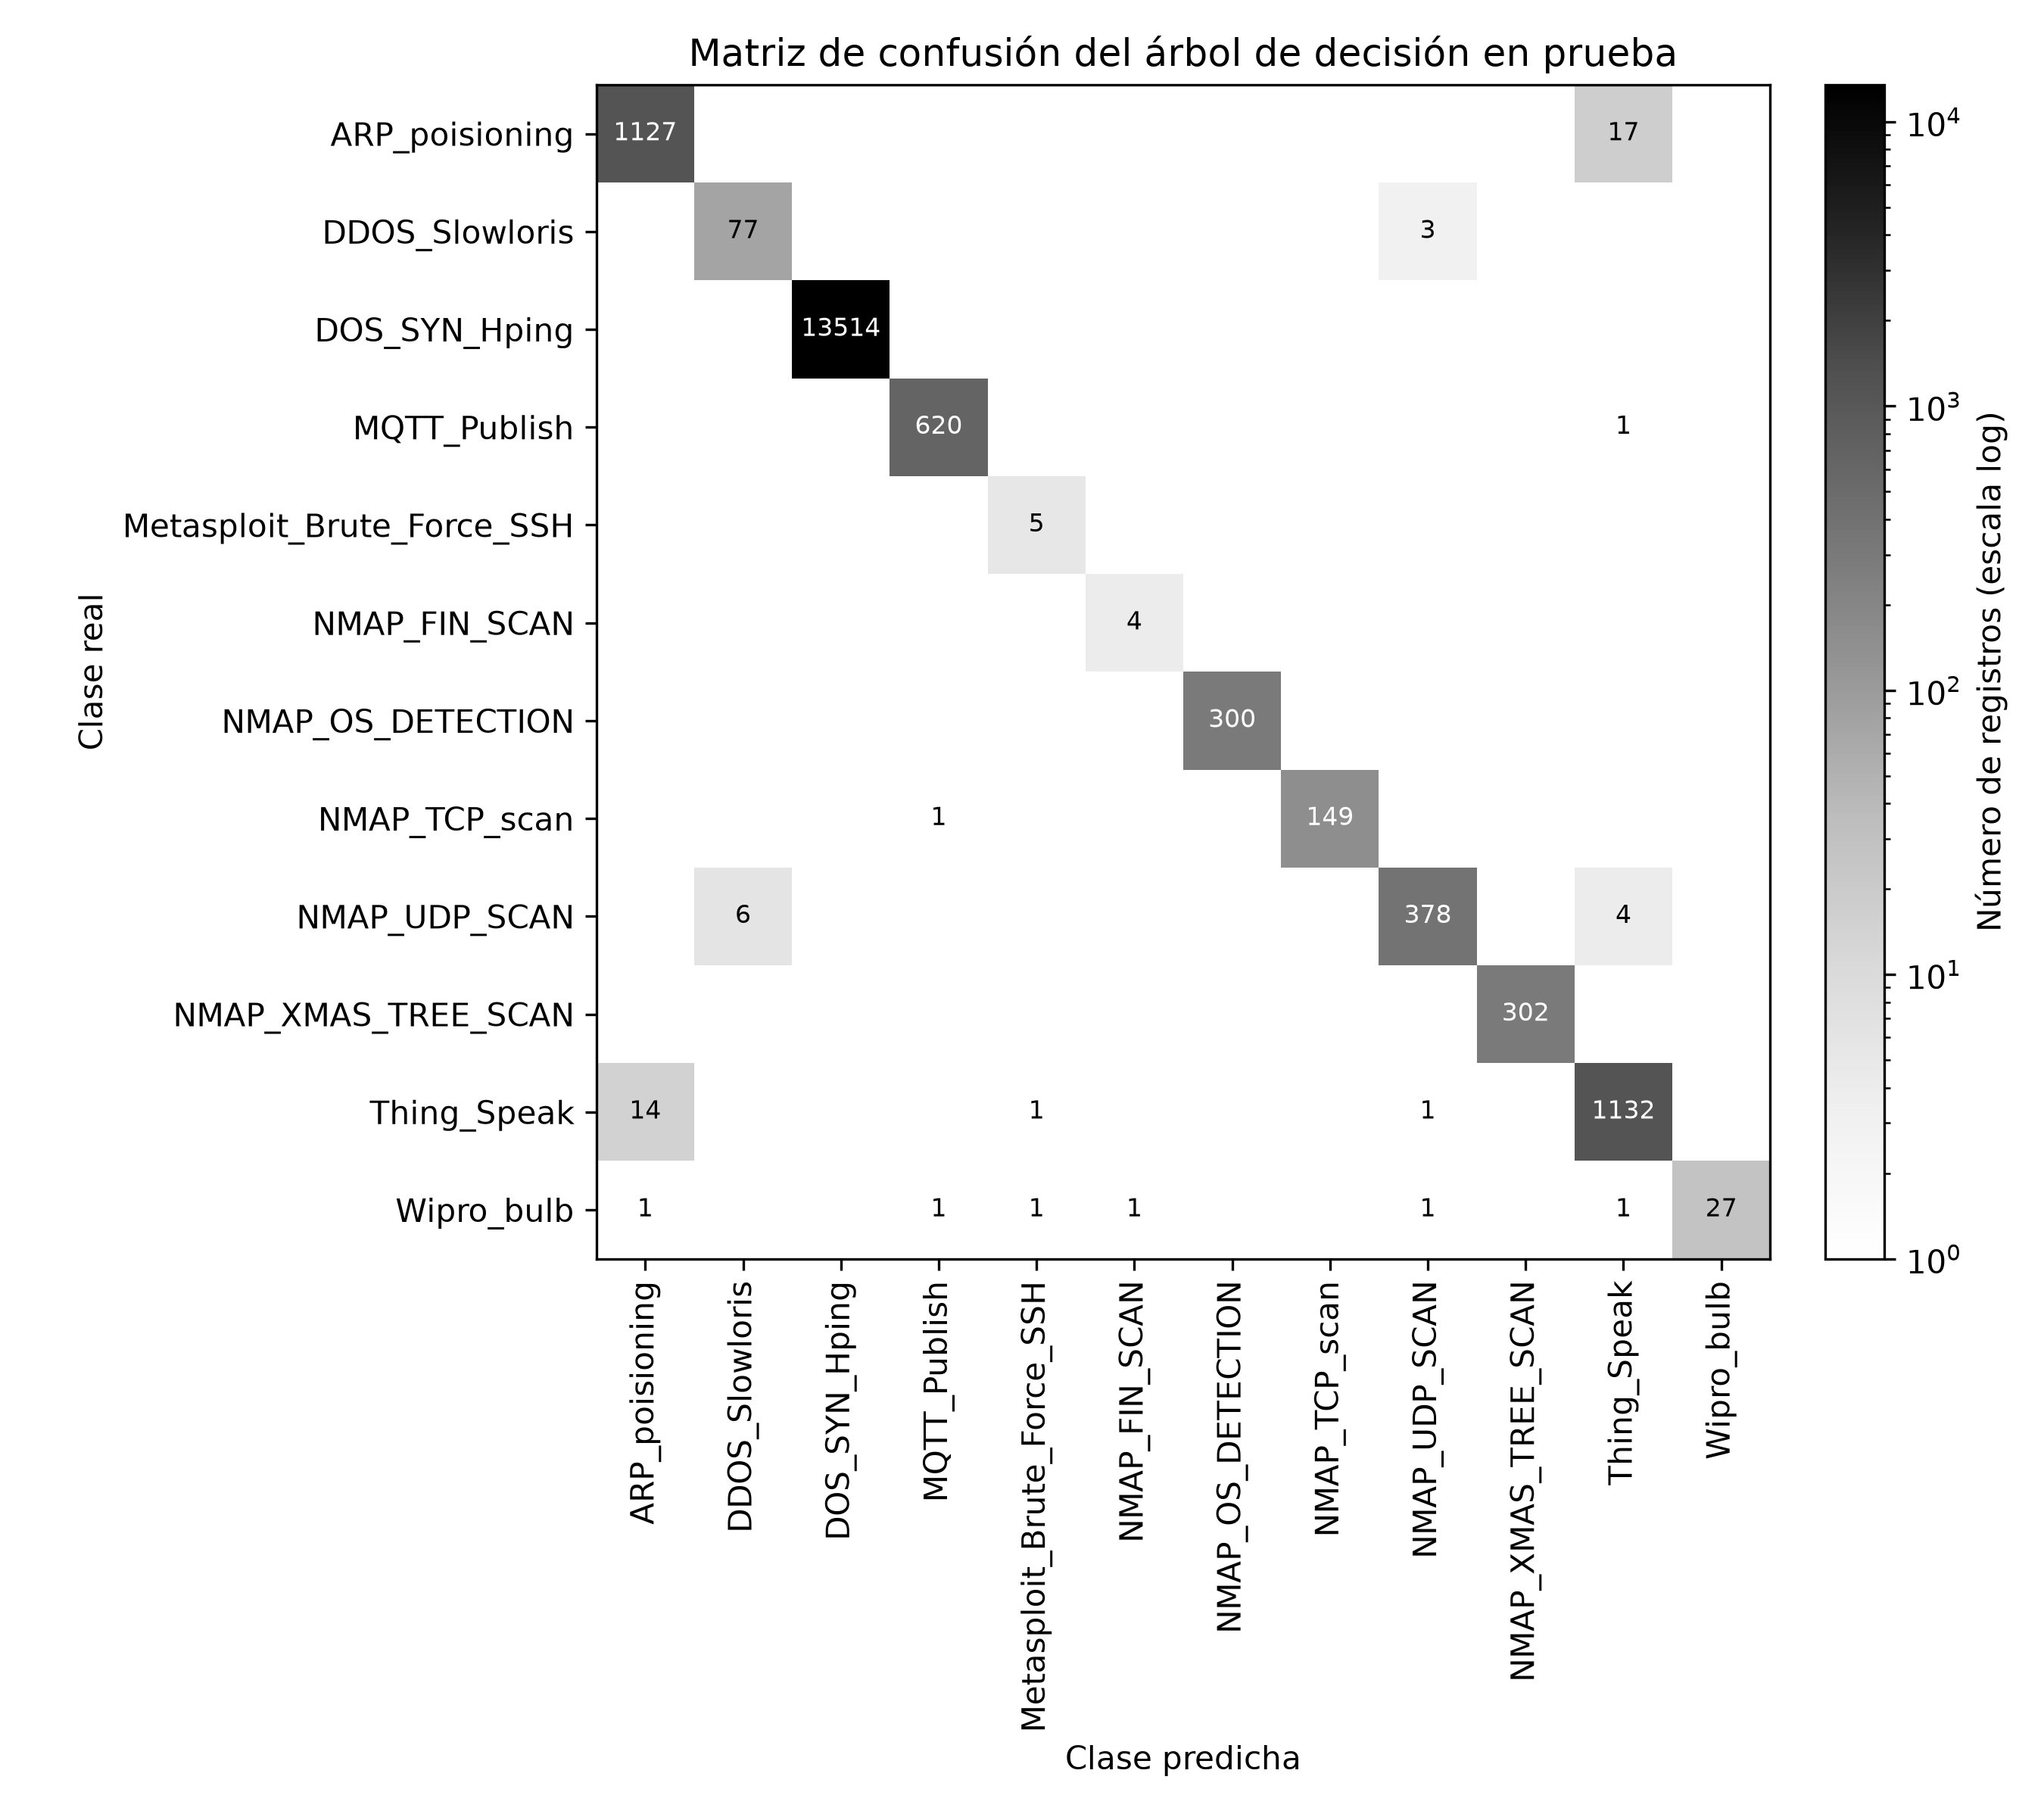 Matriz de confusión del árbol de decisión en prueba
ARP_poisioning 1127 17
DDOS_Slowloris 77 3
DOS_SYN_Hping 13514
MQTT_Publish 620 1
Metasploit_Brute_Force_SSH 5
NMAP_FIN_SCAN 4
NMAP_OS_DETECTION 300
NMAP_TCP_scan 1 149
NMAP_UDP_SCAN 6 378 4
NMAP_XMAS_TREE_SCAN 302
Thing_Speak 14 1 1 1132
Wipro_bulb 1 1 1 1 1 1 27
Clase real
ARP_poisioning
DDOS_Slowloris
DOS_SYN_Hping
MQTT_Publish
Metasploit_Brute_Force_SSH
NMAP_FIN_SCAN
NMAP_OS_DETECTION
NMAP_TCP_scan
NMAP_UDP_SCAN
NMAP_XMAS_TREE_SCAN
Thing_Speak
Wipro_bulb
Clase predicha
10⁴
10³
10²
10¹
10⁰
Número de registros (escala log)